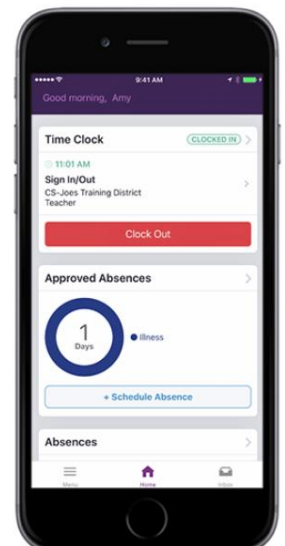 9:41 AM
Good morning, Amy
Time Clock CLOCKED IN
11:01 AM
Sign In/Out
CS-Joes Training District
Teacher
Clock Out
Approved Absences
1
Days
Illness
+ Schedule Absence
Absences
Menu Home Inbox